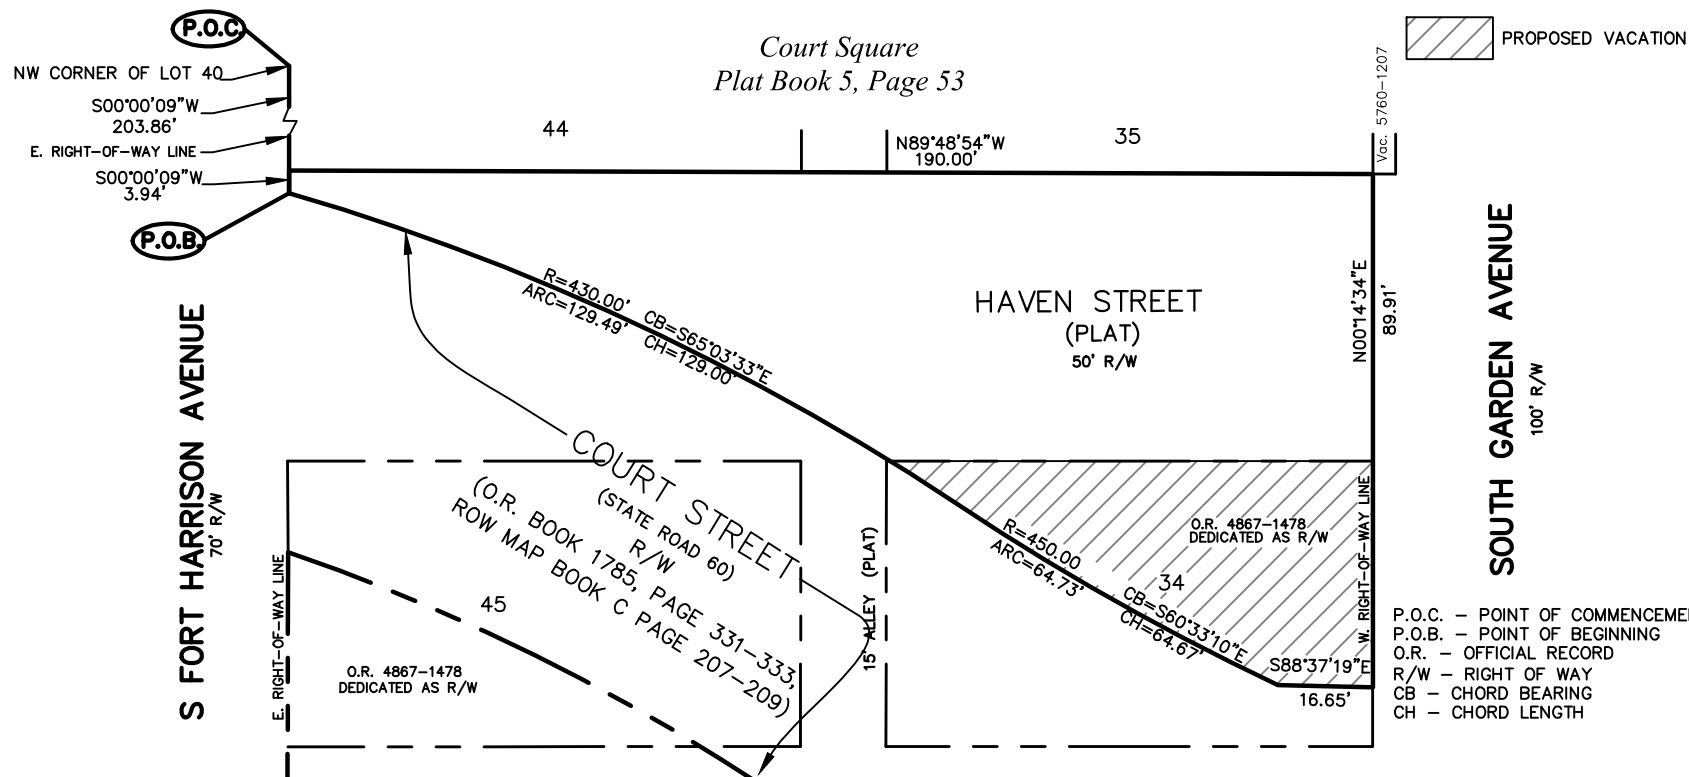 P.O.C.
NW CORNER OF LOT 40
S00°00'09"W
203.86'
E. RIGHT-OF-WAY LINE
S00°00'09"W
3.94'
P.O.B.
Court Square
Plat Book 5, Page 53
44
N89°48'54"W
190.00'
35
Vac. 5760-1207
PROPOSED VACATION
S FORT HARRISON AVENUE
70' R/W
R=430.00'
ARC=129.49'
CB=S65°03'33"E
CH=129.00'
HAVEN STREET
(PLAT)
50' R/W
N00°14'34"E
89.91'
SOUTH GARDEN AVENUE
100' R/W
COURT STREET
(STATE ROAD 60)
R/W
(O.R. BOOK 1785, PAGE 331-333,
ROW MAP BOOK C PAGE 207-209)
E. RIGHT-OF-WAY LINE
45
O.R. 4867-1478
DEDICATED AS R/W
15' ALLEY (PLAT)
O.R. 4867-1478
DEDICATED AS R/W
W. RIGHT-OF-WAY LINE
R=450.00
ARC=64.73'
34
CB=S60°33'10"E
CH=64.67'
S88°37'19"E
16.65'
P.O.C. - POINT OF COMMENCEME
P.O.B. - POINT OF BEGINNING
O.R. - OFFICIAL RECORD
R/W - RIGHT OF WAY
CB - CHORD BEARING
CH - CHORD LENGTH